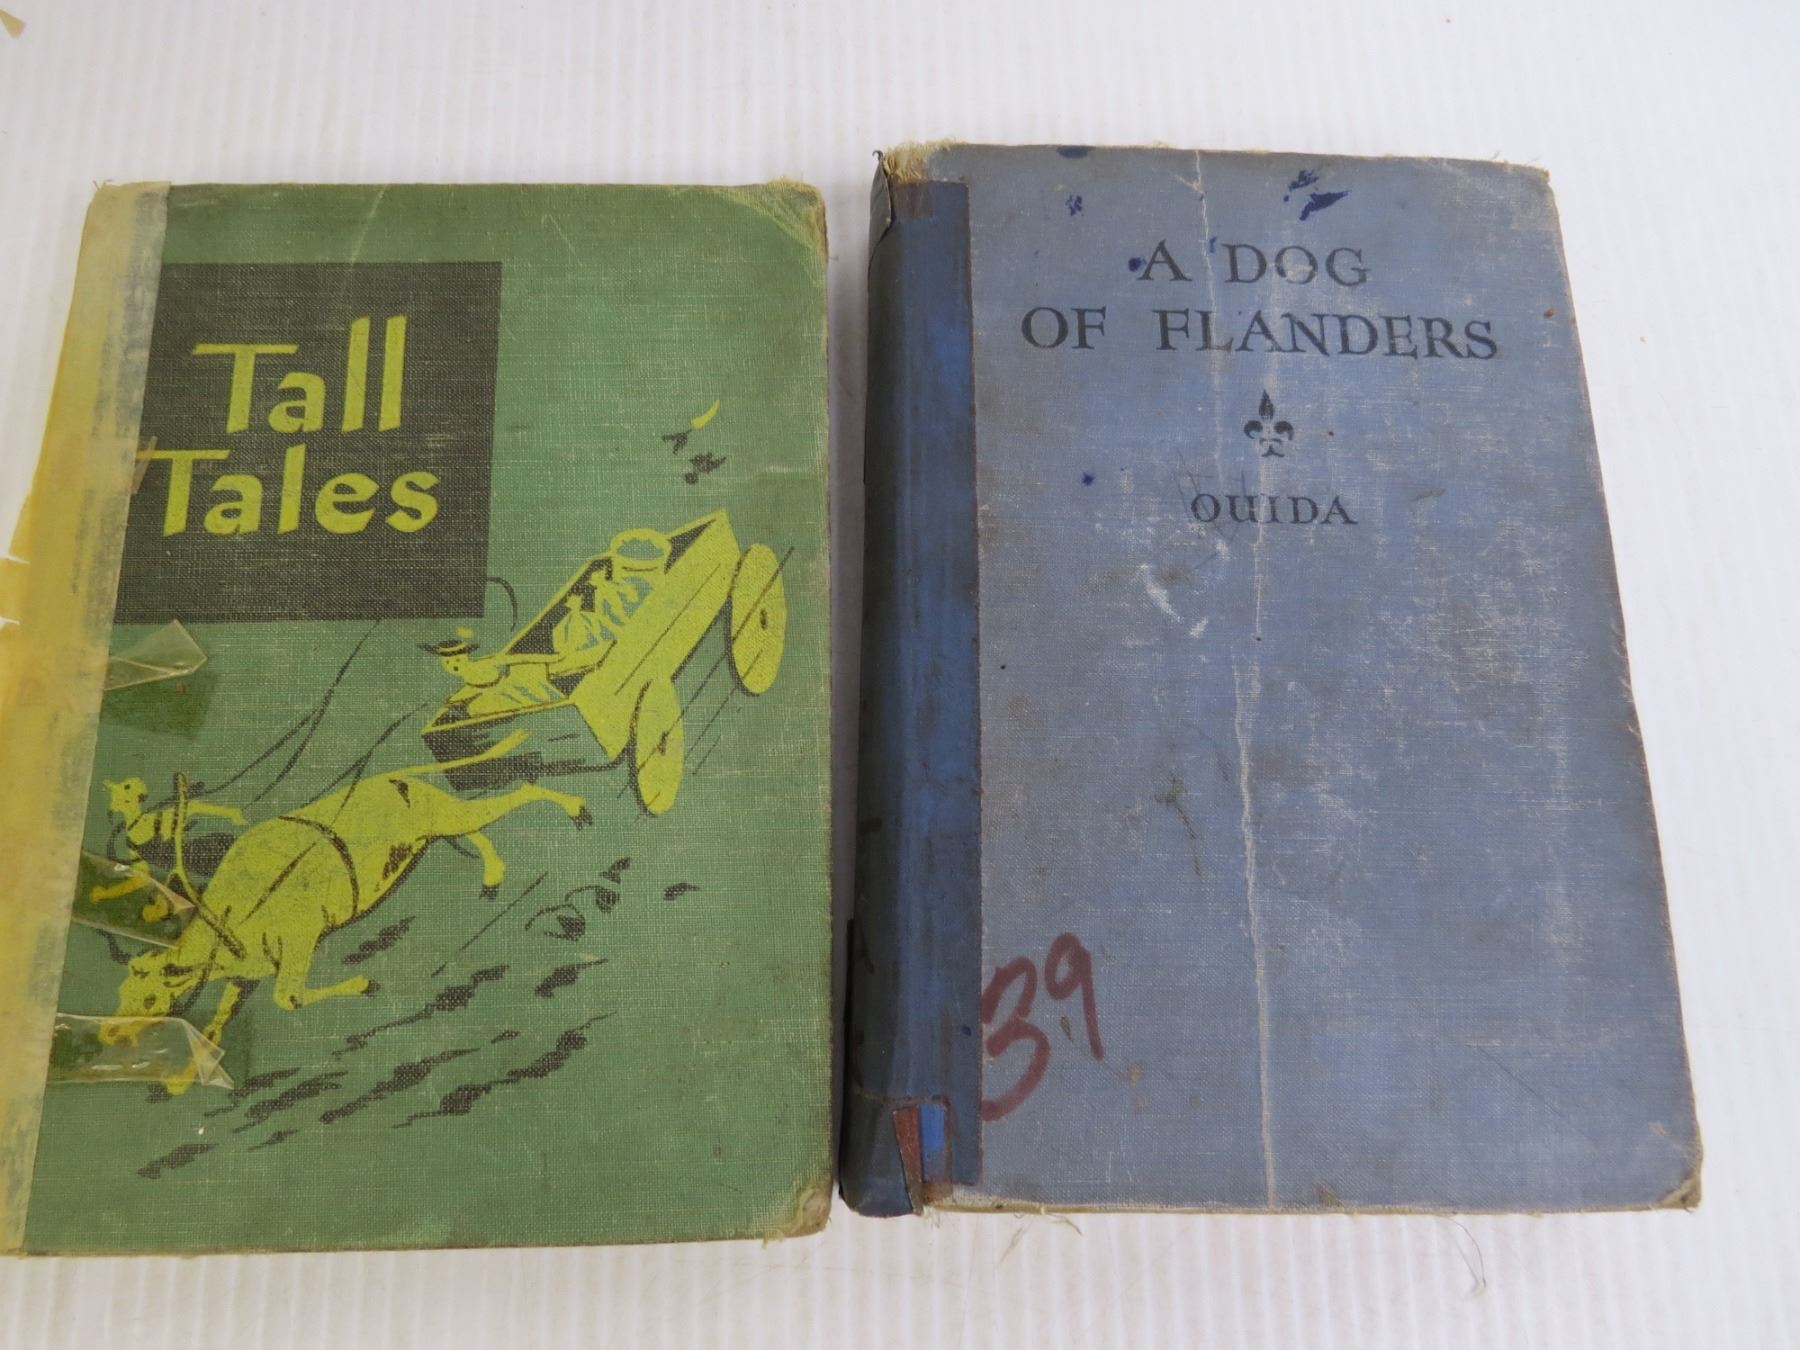 Tall
Tales
A DOG
OF FLANDERS
OUIDA
39